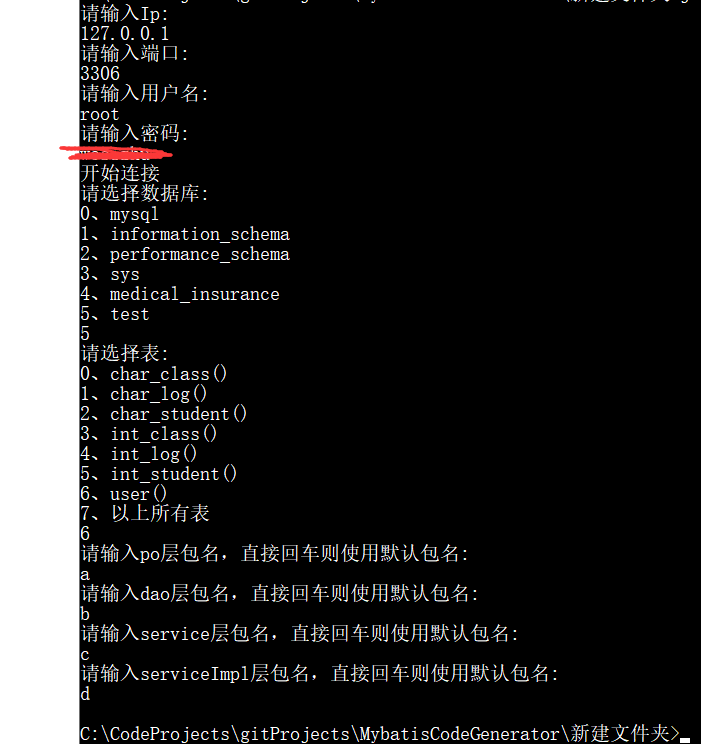 请输入Ip:
127.0.0.1
请输入端口:
3306
请输入用户名:
root
请输入密码:
开始连接
请选择数据库:
0、mysql
1、information_schema
2、performance_schema
3、sys
4、medical_insurance
5、test
5
请选择表:
0、char_class()
1、char_log()
2、char_student()
3、int_class()
4、int_log()
5、int_student()
6、user()
7、以上所有表
6
请输入po层包名，直接回车则使用默认包名:
a
请输入dao层包名，直接回车则使用默认包名:
b
请输入service层包名，直接回车则使用默认包名:
c
请输入serviceImpl层包名，直接回车则使用默认包名:
d
C:\CodeProjects\gitProjects\MybatisCodeGenerator\新建文件夹>